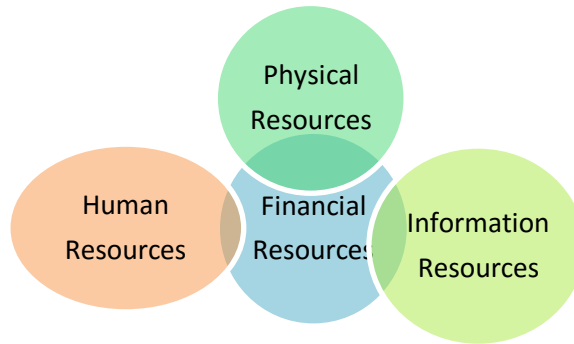 Physical
Resources
Human
Resources
Financial
Resources
Information
Resources